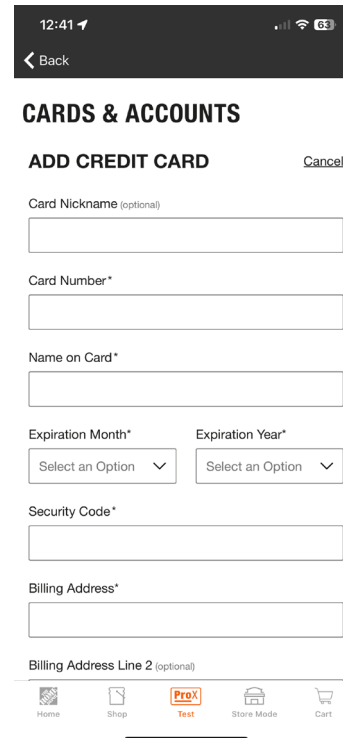 12:41
63
Back
CARDS & ACCOUNTS
ADD CREDIT CARD Cancel
Card Nickname (optional)
Card Number*
Name on Card*
Expiration Month* Expiration Year*
Select an Option Select an Option
Security Code*
Billing Address*
Billing Address Line 2 (optional)
ProX
Home Shop Test Store Mode Cart